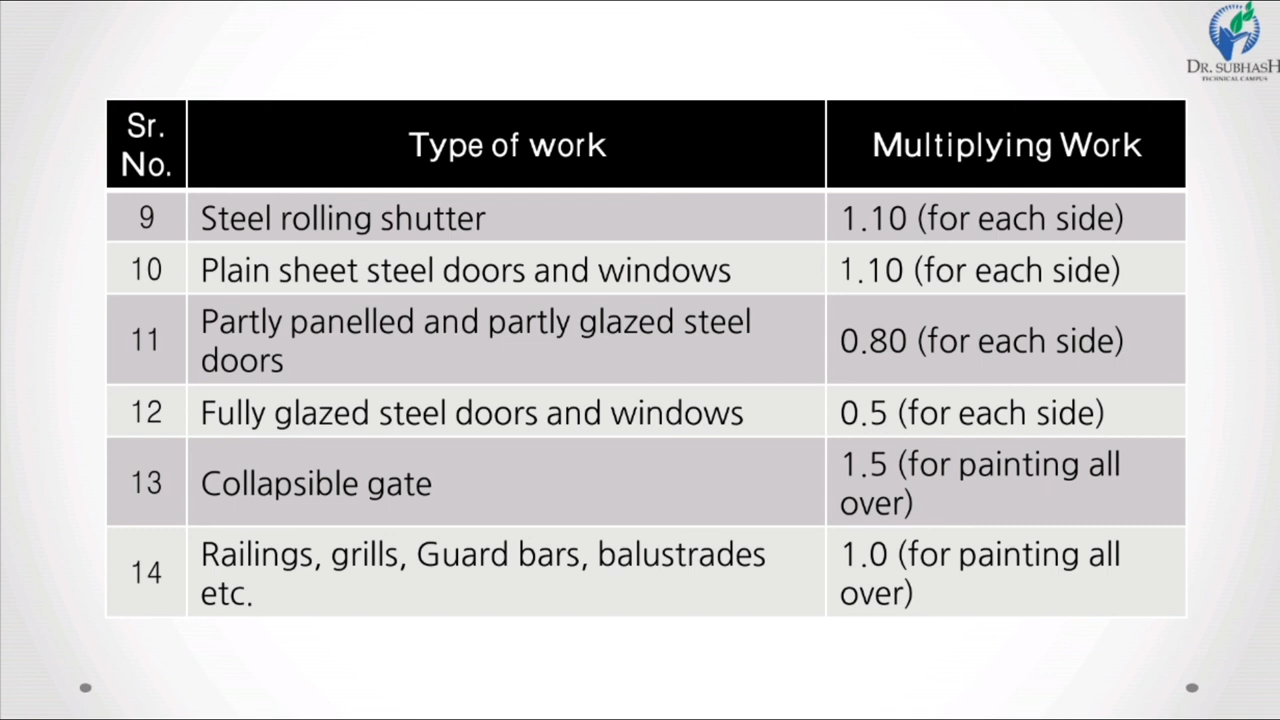 DR. SUBHASH
TECHNICAL CAMPUS
Sr. No. Type of work Multiplying Work
9 Steel rolling shutter 1.10 (for each side)
10 Plain sheet steel doors and windows 1.10 (for each side)
11 Partly panelled and partly glazed steel doors 0.80 (for each side)
12 Fully glazed steel doors and windows 0.5 (for each side)
13 Collapsible gate 1.5 (for painting all over)
14 Railings, grills, Guard bars, balustrades etc. 1.0 (for painting all over)